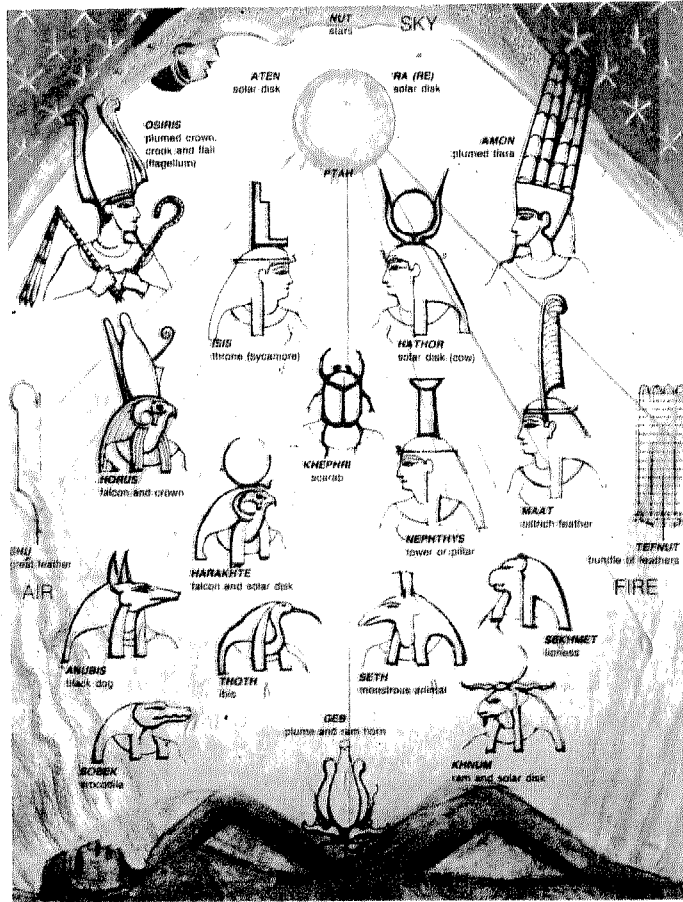 NUT
stars
SKY
ATEN
solar disk
RA (RE)
solar disk
OSIRIS
plumed crown,
crook and flail
(flagellum)
AMON
plumed tiara
PTAH
ISIS
throne (sycamore)
HATHOR
solar disk (cow)
HORUS
falcon and crown
KHEPHRI
scarab
MAAT
ostrich feather
NEPHTHYS
tower or pillar
SHU
great feather
AIR
TEFNUT
bundle of feathers
FIRE
HARAKHTE
falcon and solar disk
ANUBIS
black dog
THOTH
ibis
SETH
monstrous animal
SEKHMET
lioness
SOBEK
crocodile
GEB
plume and ram horn
KHNUM
ram and solar disk